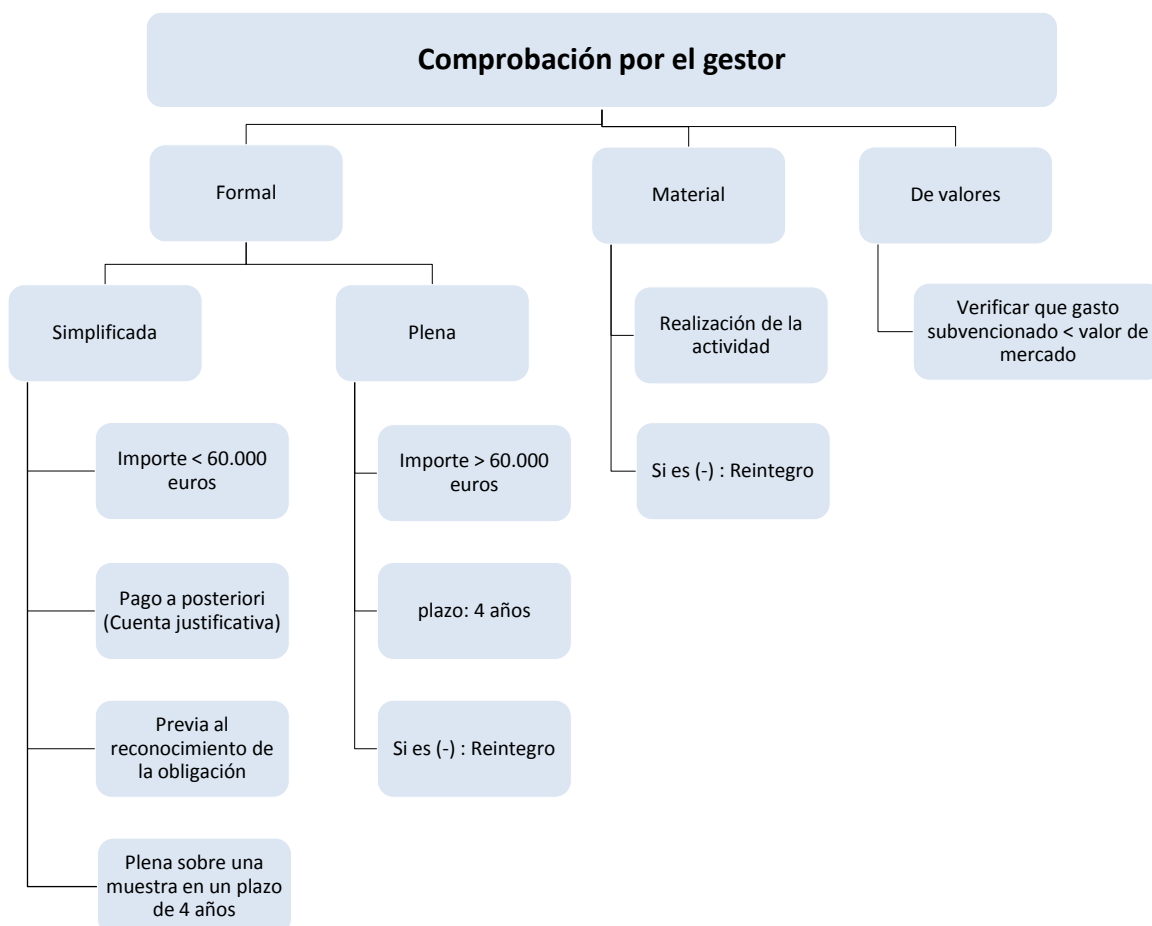 Comprobación por el gestor
Formal
Material
De valores
Simplificada
Plena
Realización de la
actividad
Verificar que gasto
subvencionado < valor de
mercado
Importe < 60.000
euros
Importe > 60.000
euros
Si es (-) : Reintegro
Pago a posteriori
(Cuenta justificativa)
plazo: 4 años
Previa al
reconocimiento de
la obligación
Si es (-) : Reintegro
Plena sobre una
muestra en un plazo
de 4 años